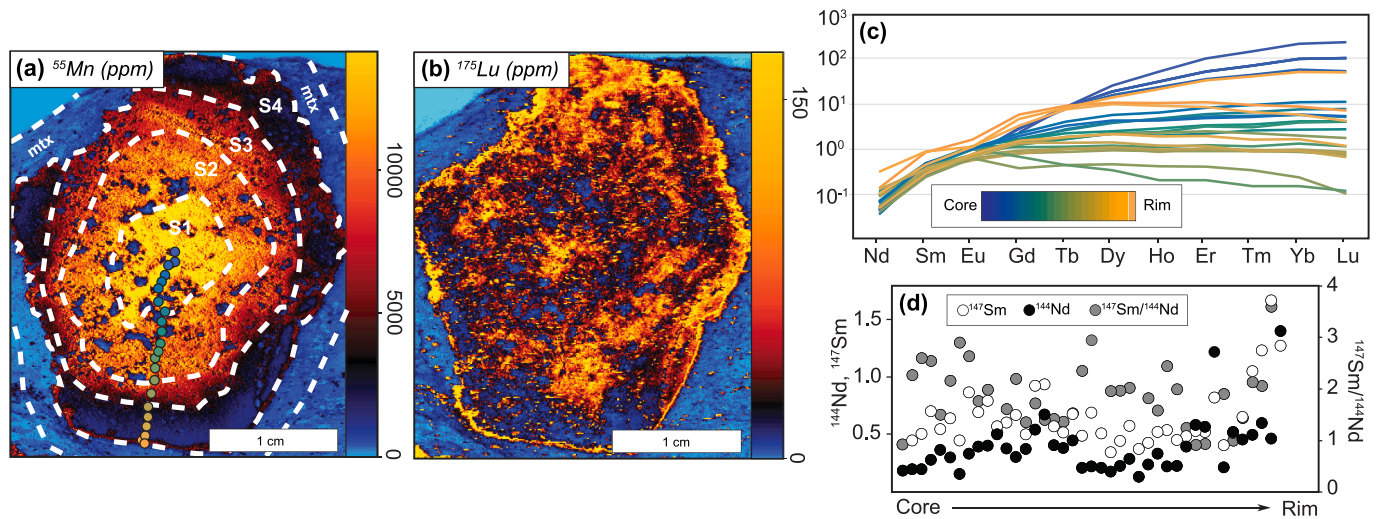 (a) ⁵⁵Mn (ppm)
mtx
S4
mtx
S3
S2
S1
1 cm
10000
5000
0
(b) ¹⁷⁵Lu (ppm)
1 cm
150
0
(c)
10³
10²
10¹
10⁰
10⁻¹
Core Rim
Nd Sm Eu Gd Tb Dy Ho Er Tm Yb Lu
(d)
¹⁴⁷Sm ¹⁴⁴Nd ¹⁴⁷Sm/¹⁴⁴Nd
1.5
1.0
0.5
¹⁴⁴Nd, ¹⁴⁷Sm
4
3
2
1
0
¹⁴⁷Sm/¹⁴⁴Nd
Core Rim